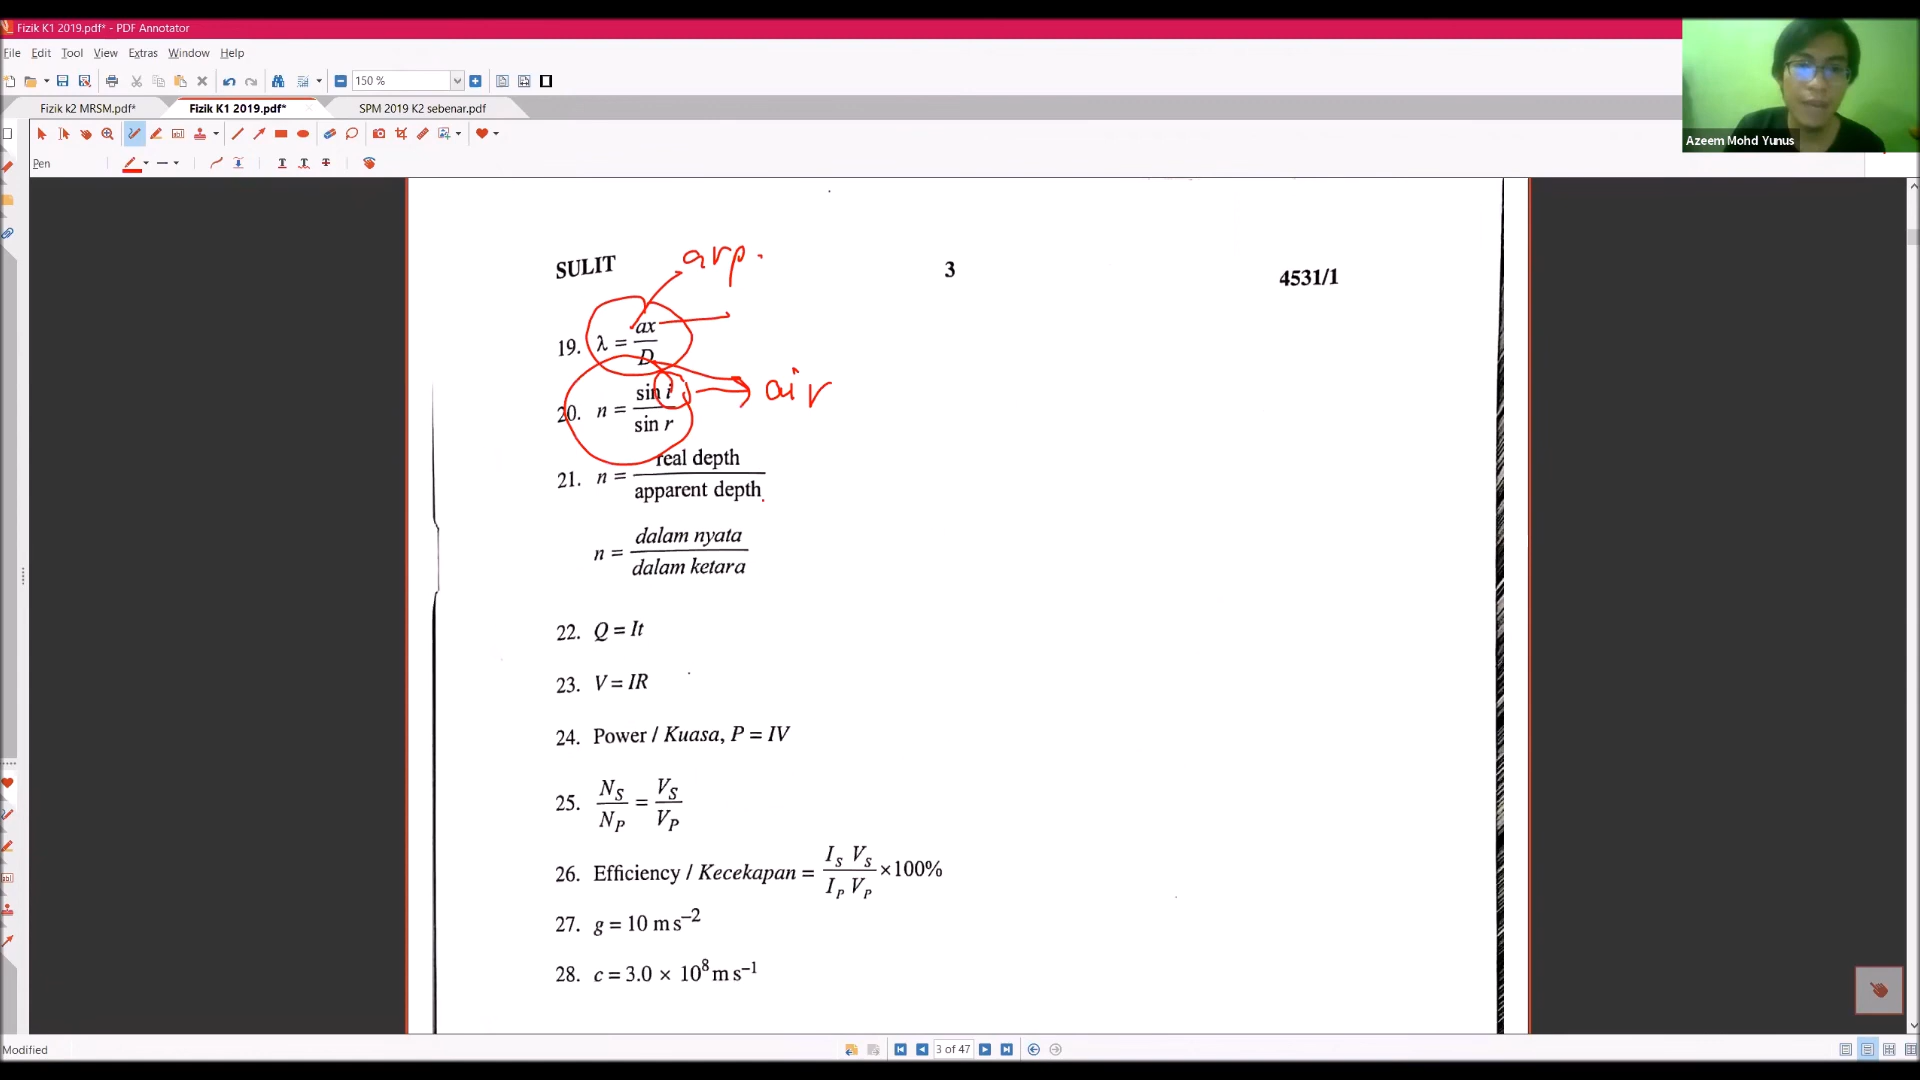 Fizik K1 2019.pdf* - PDF Annotator
File Edit Tool View Extras Window Help
150 %
Fizik k2 MRSM.pdf* Fizik K1 2019.pdf* SPM 2019 K2 sebenar.pdf
Pen
Azeem Mohd Yunus
SULIT 3 4531/1
19. λ = ax / D
20. n = sin i / sin r
air
21. n = real depth / apparent depth
n = dalam nyata / dalam ketara
22. Q = It
23. V = IR
24. Power / Kuasa, P = IV
25. N_S / N_P = V_S / V_P
26. Efficiency / Kecekapan = I_S V_S / I_P V_P × 100%
27. g = 10 m s⁻²
28. c = 3.0 × 10⁸ m s⁻¹
Modified 3 of 47